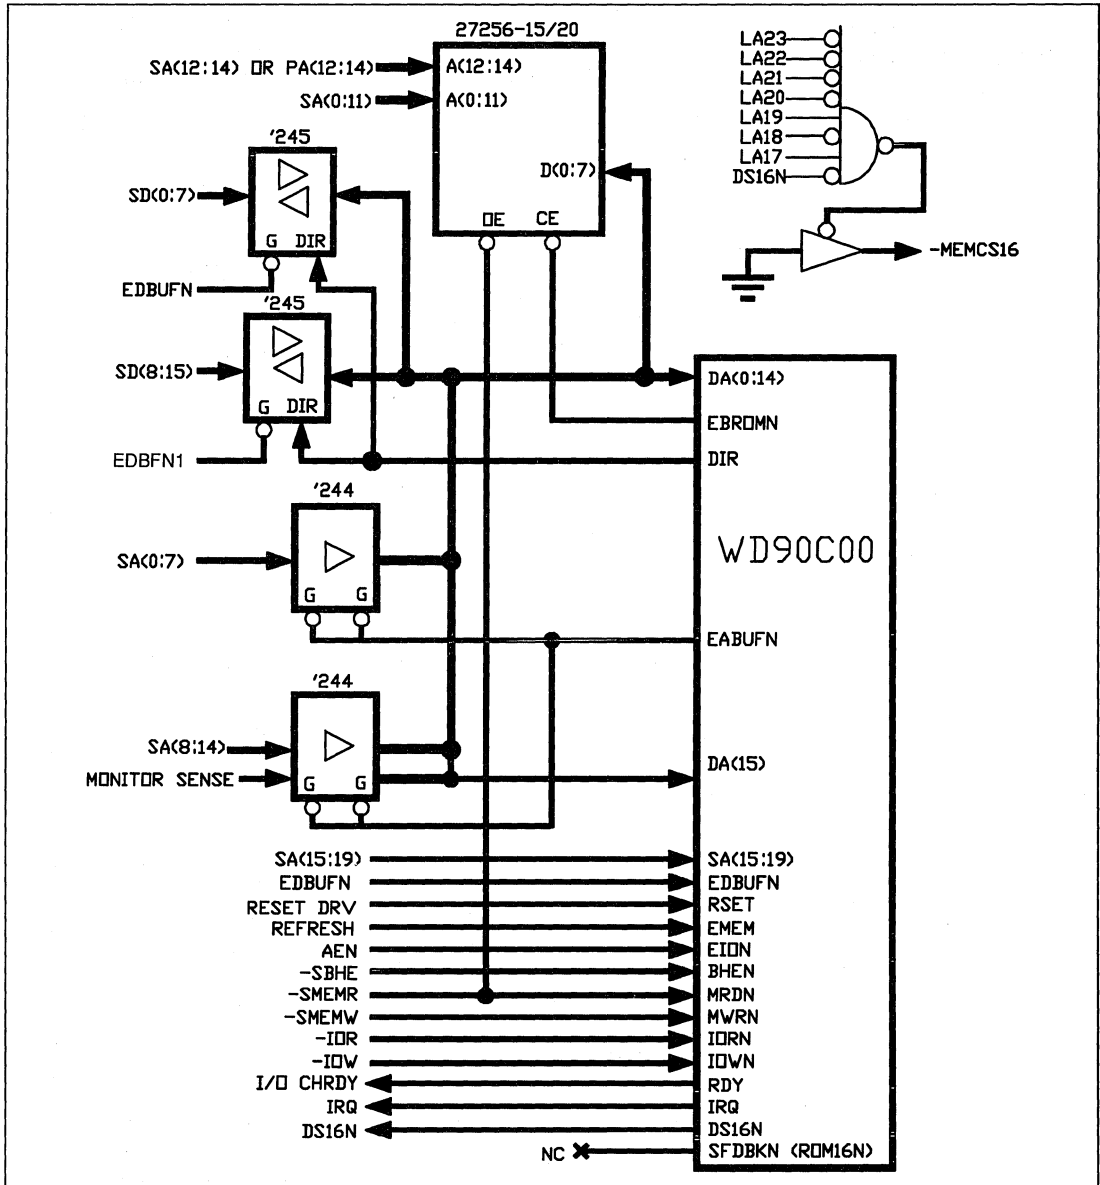 27256-15/20
SA(12:14) OR PA(12:14)
A(12:14)
SA(0:11)
A(0:11)
D(0:7)
OE
CE
LA23
LA22
LA21
LA20
LA19
LA18
LA17
DS16N
-MEMCS16
'245
SD(0:7)
G
DIR
EDBUFN
'245
SD(8:15)
G
DIR
EDBFN1
'244
SA(0:7)
G
G
'244
SA(8:14)
MONITOR SENSE
G
G
DA(0:14)
EBROMN
DIR
WD90C00
EABUFN
DA(15)
SA(15:19)
SA(15:19)
EDBUFN
EDBUFN
RESET DRV
RSET
REFRESH
EMEM
AEN
EION
-SBHE
BHEN
-SMEMR
MRDN
-SMEMW
MWRN
-IOR
IORN
-IOW
IOWN
I/O CHRDY
RDY
IRQ
IRQ
DS16N
DS16N
NC
SFDBKN (ROM16N)